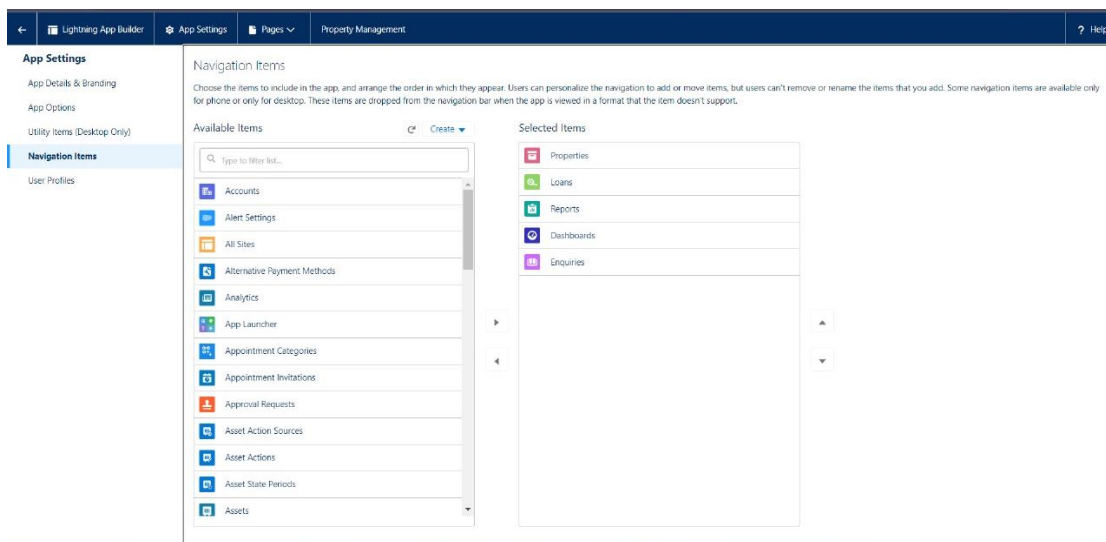 Lightning App Builder App Settings Pages Property Management ? Help
App Settings
App Details & Branding
App Options
Utility Items (Desktop Only)
Navigation Items
User Profiles
Navigation Items
Choose the items to include in the app, and arrange the order in which they appear. Users can personalize the navigation to add or move items, but users can't remove or rename the items that you add. Some navigation items are available only
for phone or only for desktop. These items are dropped from the navigation bar when the app is viewed in a format that the item doesn't support.
Available Items Create
Type to filter list...
Accounts
Alert Settings
All Sites
Alternative Payment Methods
Analytics
App Launcher
Appointment Categories
Appointment Invitations
Approval Requests
Asset Action Sources
Asset Actions
Asset State Periods
Assets
Selected Items
Properties
Loans
Reports
Dashboards
Enquiries